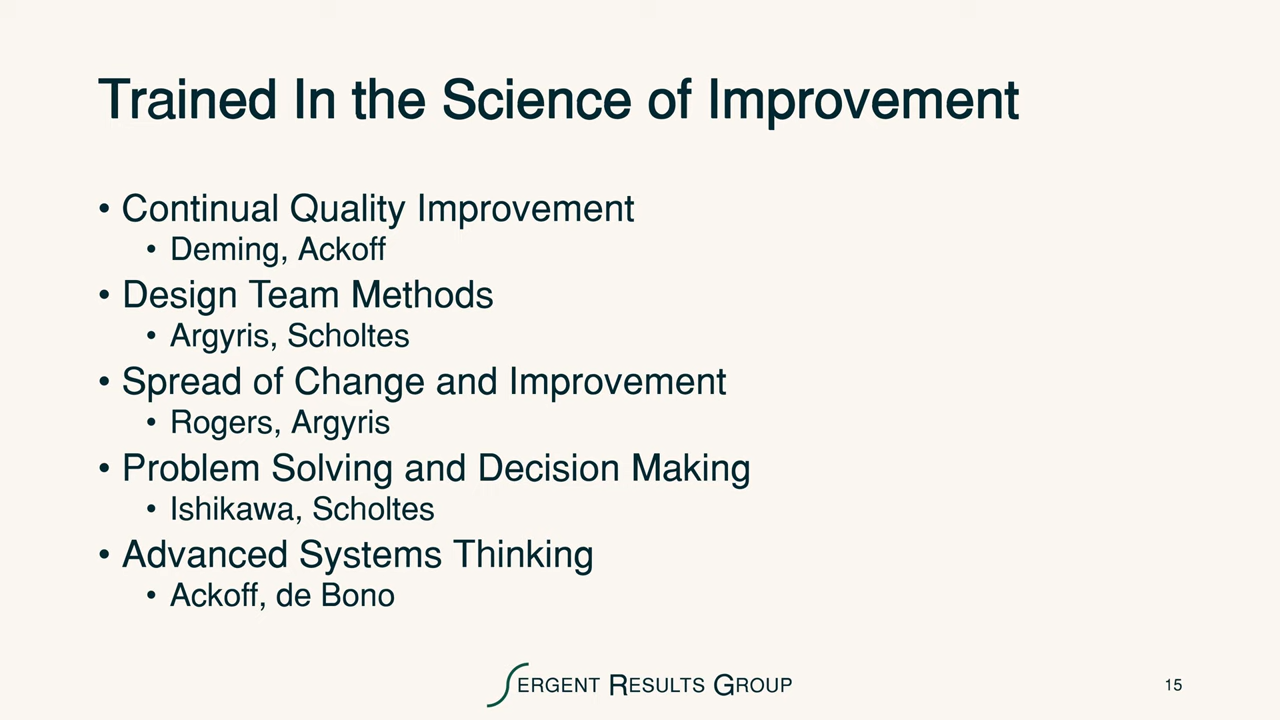 Trained In the Science of Improvement
• Continual Quality Improvement
• Deming, Ackoff
• Design Team Methods
• Argyris, Scholtes
• Spread of Change and Improvement
• Rogers, Argyris
• Problem Solving and Decision Making
• Ishikawa, Scholtes
• Advanced Systems Thinking
• Ackoff, de Bono
SERGENT RESULTS GROUP
15